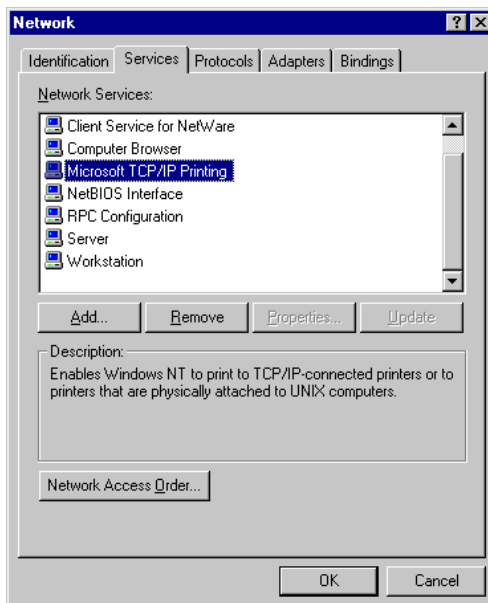 Network
Identification Services Protocols Adapters Bindings
Network Services:
Client Service for NetWare
Computer Browser
Microsoft TCP/IP Printing
NetBIOS Interface
RPC Configuration
Server
Workstation
Add... Remove Properties... Update
Description:
Enables Windows NT to print to TCP/IP-connected printers or to
printers that are physically attached to UNIX computers.
Network Access Order...
OK Cancel